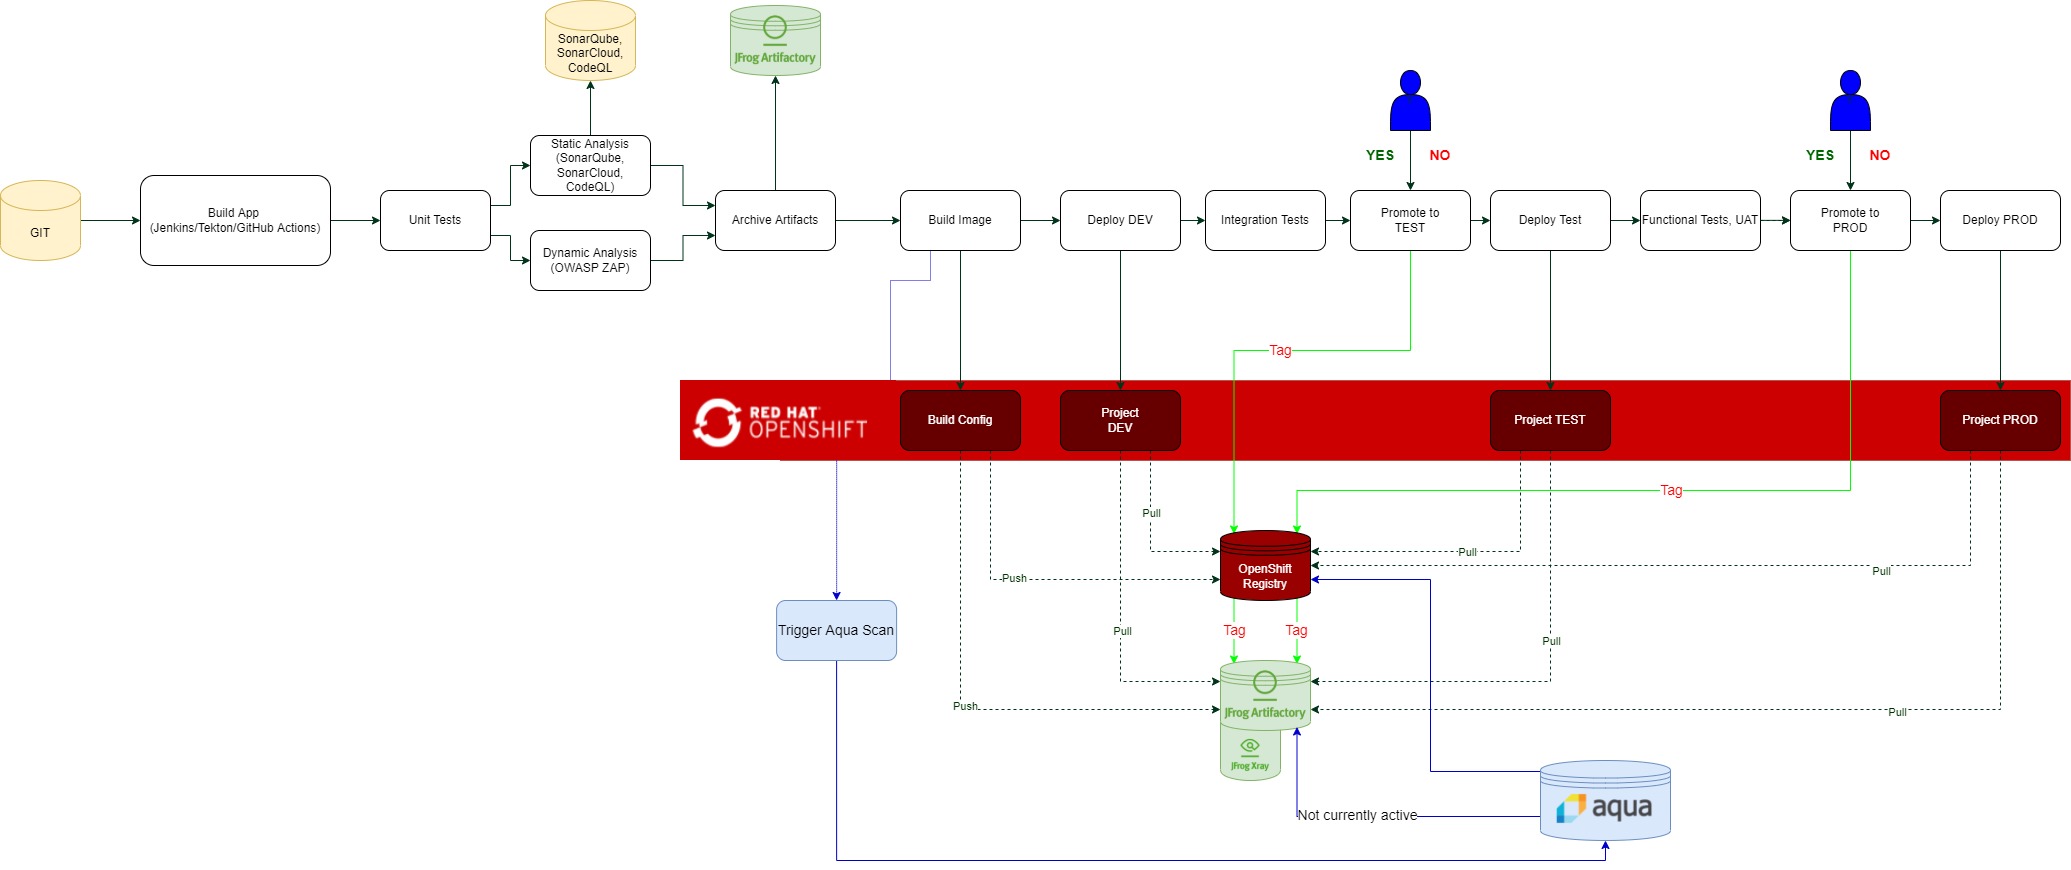 SonarQube,
SonarCloud,
CodeQL
JFrog Artifactory
YES
NO
YES
NO
GIT
Build App
(Jenkins/Tekton/GitHub Actions)
Unit Tests
Static Analysis
(SonarQube,
SonarCloud,
CodeQL)
Dynamic Analysis
(OWASP ZAP)
Archive Artifacts
Build Image
Deploy DEV
Integration Tests
Promote to
TEST
Deploy Test
Functional Tests, UAT
Promote to
PROD
Deploy PROD
Tag
RED HAT
OPENSHIFT
Build Config
Project
DEV
Project TEST
Project PROD
Tag
Pull
Pull
Pull
Push
OpenShift
Registry
Trigger Aqua Scan
Pull
Tag
Tag
Pull
Push
JFrog Artifactory
Pull
JFrog Xray
Not currently active
aqua